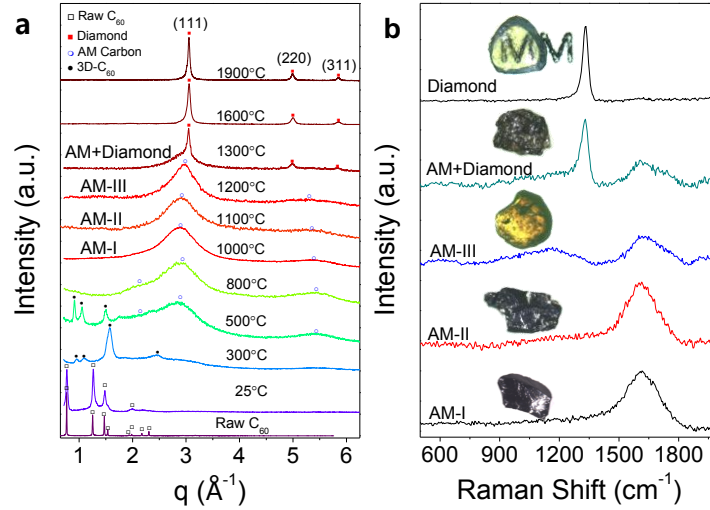 a
□ Raw C60
■ Diamond
○ AM Carbon
● 3D-C60
(111)
(220)
(311)
1900°C
1600°C
AM+Diamond
1300°C
AM-III
1200°C
AM-II
1100°C
AM-I
1000°C
800°C
500°C
300°C
25°C
Raw C60
1 2 3 4 5 6
q (Å-1)
Intensity (a.u.)
b
MM
Diamond
AM+Diamond
AM-III
AM-II
AM-I
600 900 1200 1500 1800
Raman Shift (cm-1)
Intensity (a.u.)